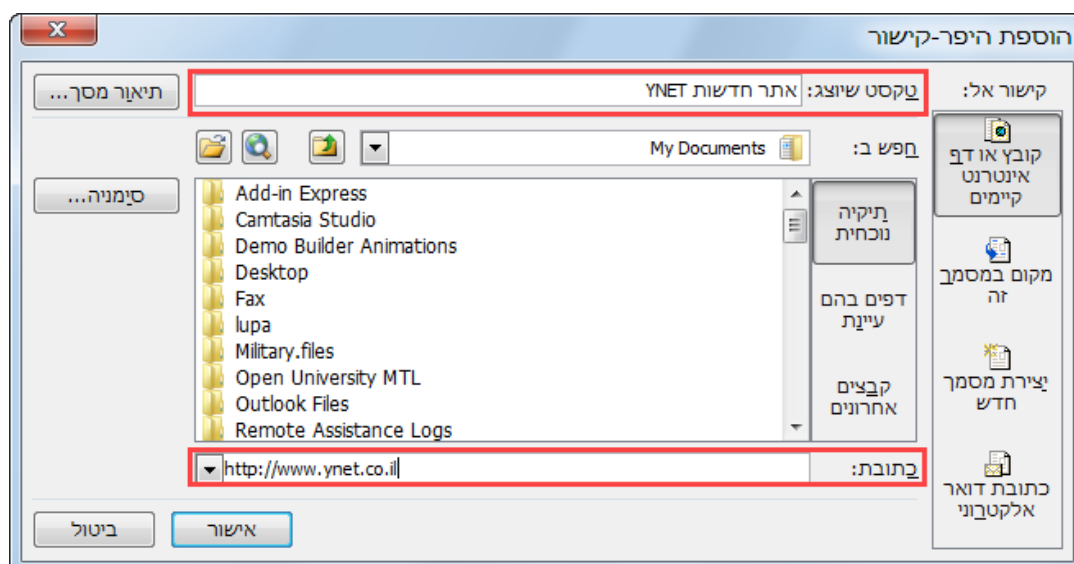 הוספת היפר-קישור
קישור אל:
טקסט שיוצג:
אתר חדשות YNET
תיאור מסך...
קובץ או דף
אינטרנט
קיימים
מקום במסמך
זה
יצירת מסמך
חדש
כתובת דואר
אלקטרוני
חפש ב:
My Documents
תיקיה
נוכחית
דפים בהם
עיינת
קבצים
אחרונים
Add-in Express
Camtasia Studio
Demo Builder Animations
Desktop
Fax
lupa
Military.files
Open University MTL
Outlook Files
Remote Assistance Logs
סימניה...
כתובת:
http://www.ynet.co.il
אישור
ביטול